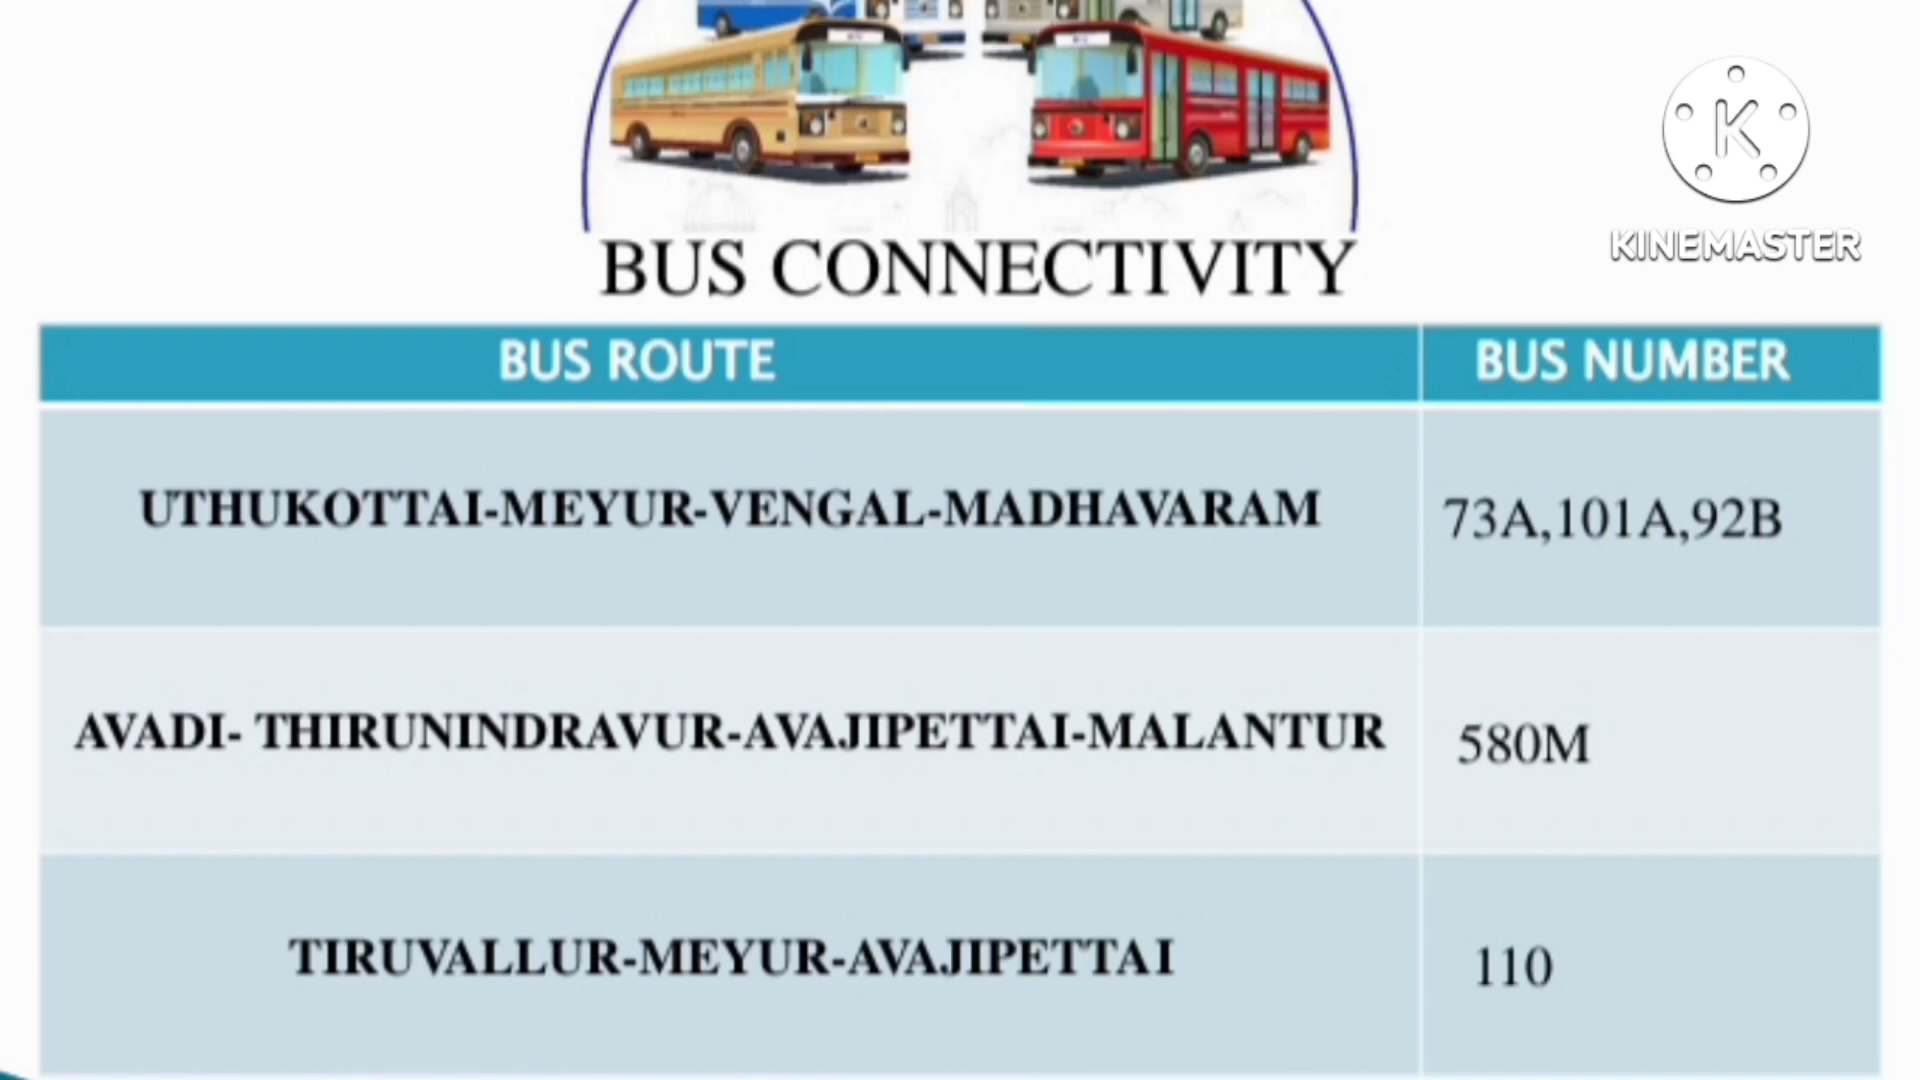 K
KINEMASTER
BUS CONNECTIVITY
BUS ROUTE BUS NUMBER
UTHUKOTTAI-MEYUR-VENGAL-MADHAVARAM 73A,101A,92B
AVADI- THIRUNINDRAVUR-AVAJIPETTAI-MALANTUR 580M
TIRUVALLUR-MEYUR-AVAJIPETTAI 110